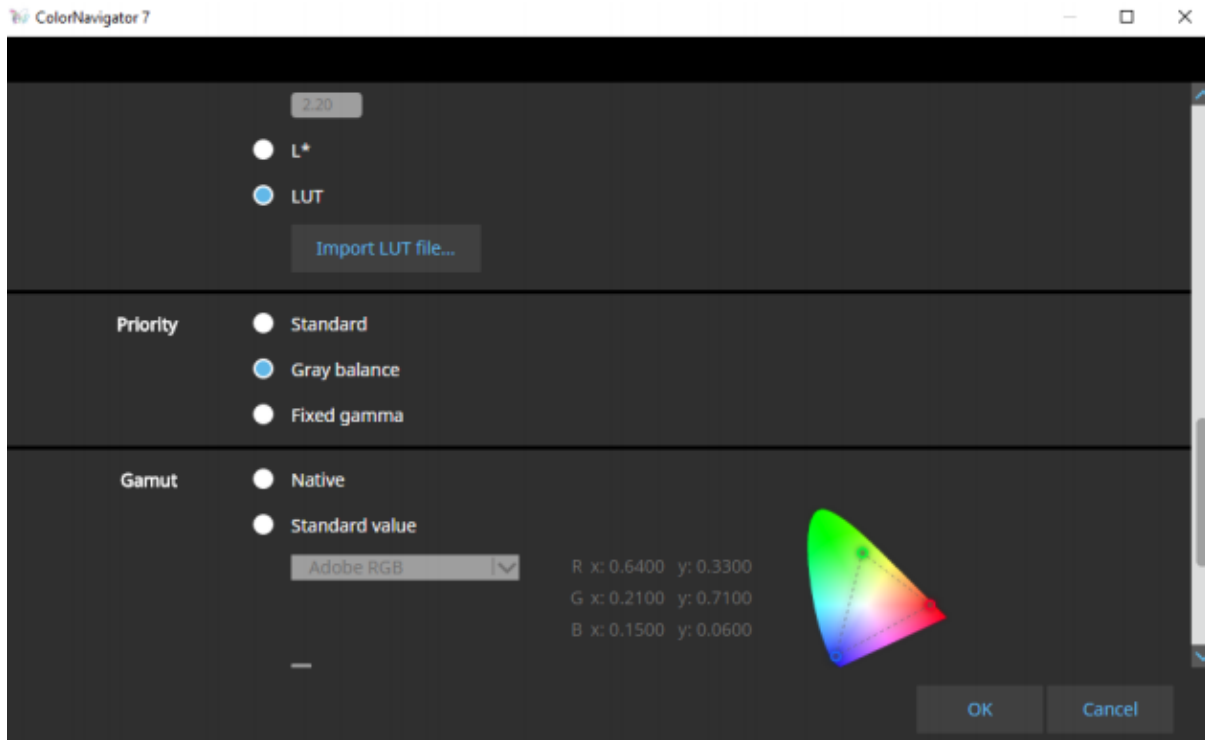 ColorNavigator 7
2.20
L*
LUT
Import LUT file...
Priority
Standard
Gray balance
Fixed gamma
Gamut
Native
Standard value
Adobe RGB
R x: 0.6400 y: 0.3300
G x: 0.2100 y: 0.7100
B x: 0.1500 y: 0.0600
OK
Cancel